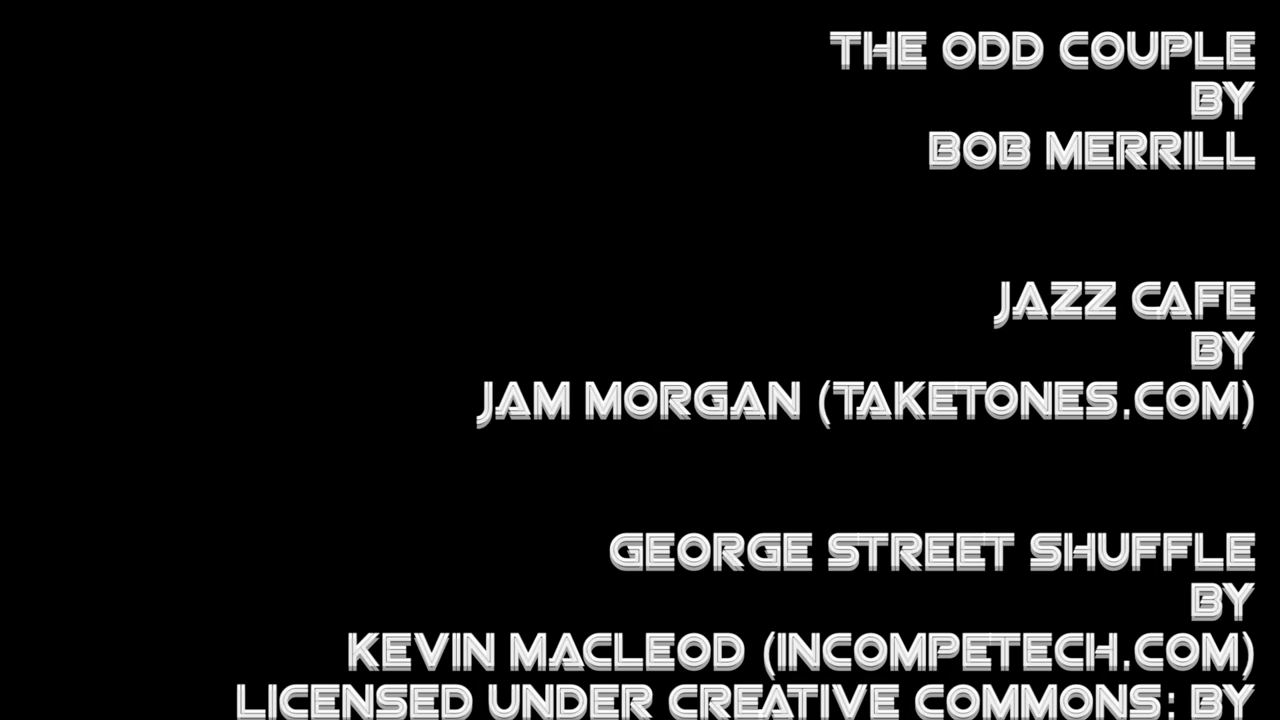 THE ODD COUPLE
BY
BOB MERRILL
JAZZ CAFE
BY
JAM MORGAN (TAKETONES.COM)
GEORGE STREET SHUFFLE
BY
KEVIN MACLEOD (INCOMPETECH.COM)
LICENSED UNDER CREATIVE COMMONS: BY